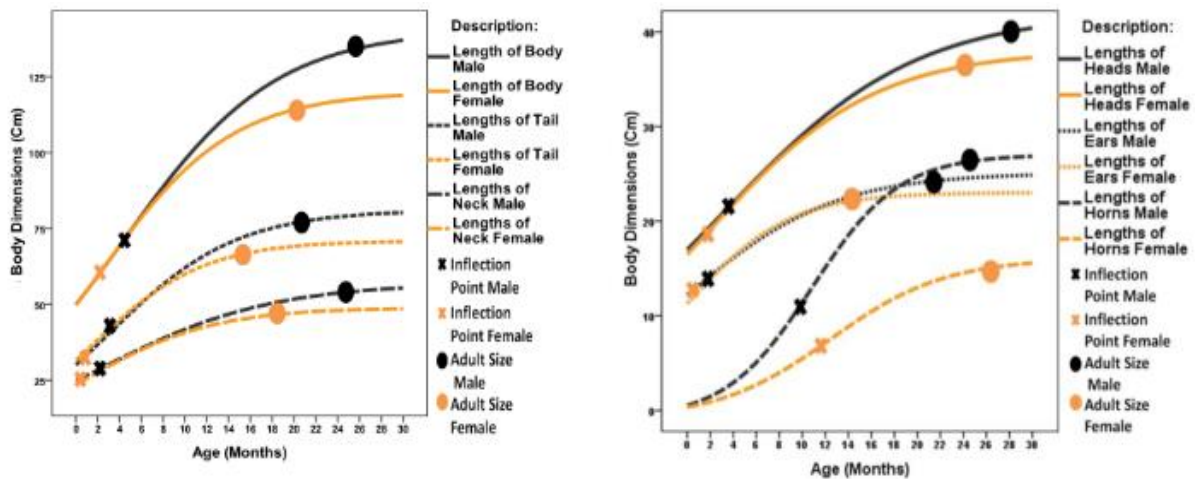 Body Dimensions (Cm)
125
100
75
50
25
0 2 4 6 8 10 12 14 16 18 20 22 24 26 28 30
Age (Months)
Description:
Length of Body
Male
Length of Body
Female
Lengths of Tail
Male
Lengths of Tail
Female
Lengths of
Neck Male
Lengths of
Neck Female
Inflection
Point Male
Inflection
Point Female
Adult Size
Male
Adult Size
Female
Body Dimensions (Cm)
40
30
20
10
0
0 2 4 6 8 10 12 14 16 18 20 22 24 26 28 30
Age (Months)
Description:
Lengths of
Heads Male
Lengths of
Heads Female
Lengths of
Ears Male
Lengths of
Ears Female
Lengths of
Horns Male
Lengths of
Horns Female
Inflection
Point Male
Inflection
Point Female
Adult Size
Male
Adult Size
Female